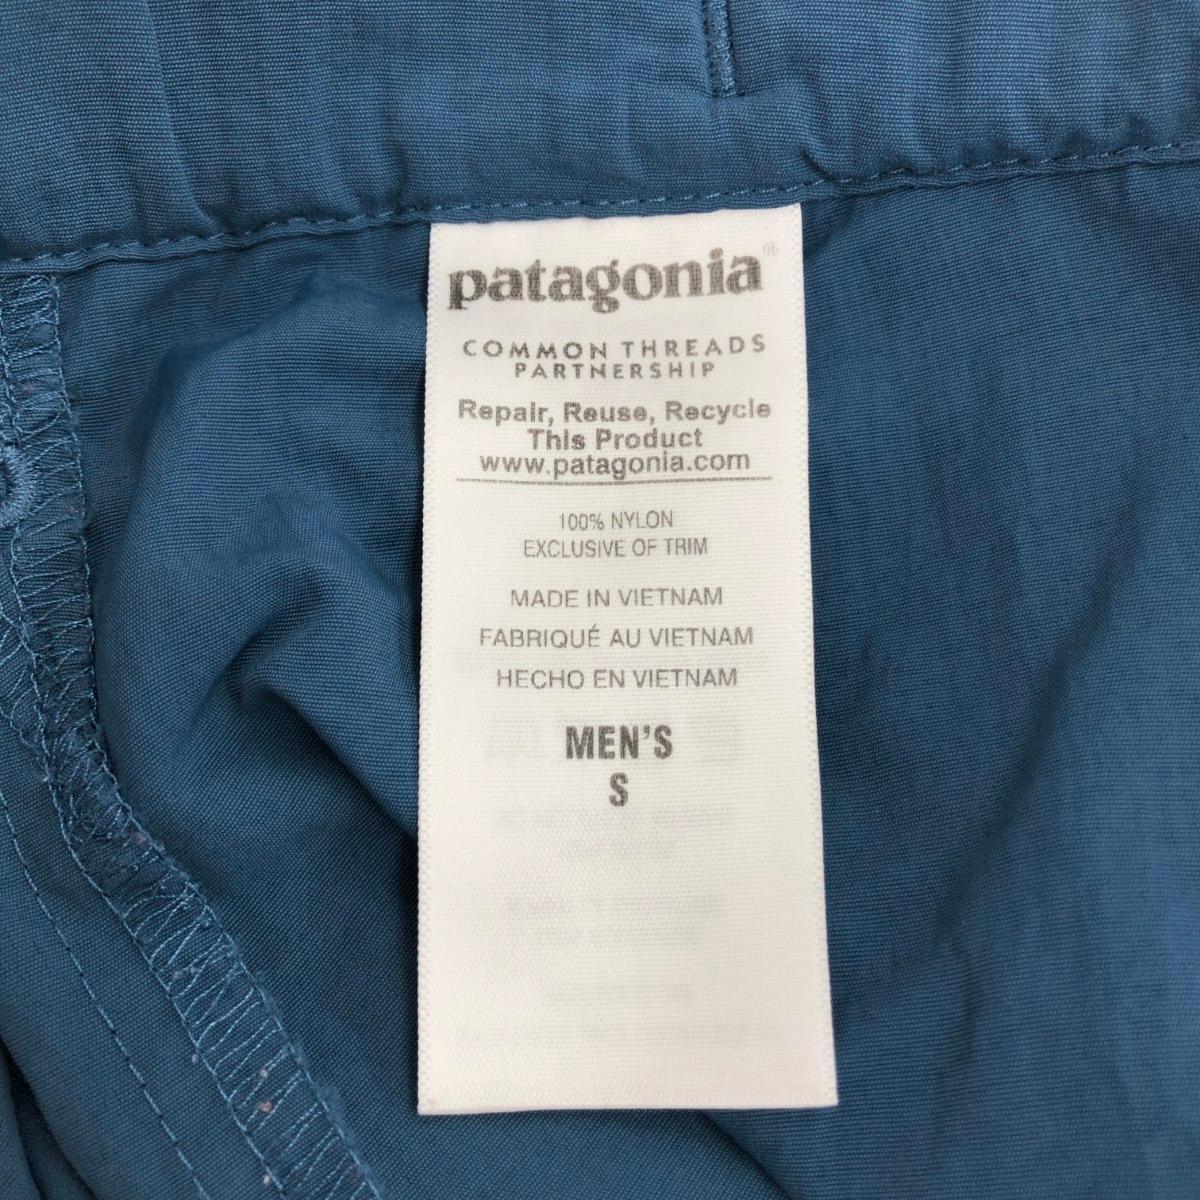 patagonia®
COMMON THREADS
PARTNERSHIP
Repair, Reuse, Recycle
This Product
www.patagonia.com
100% NYLON
EXCLUSIVE OF TRIM
MADE IN VIETNAM
FABRIQUÉ AU VIETNAM
HECHO EN VIETNAM
MEN'S
S